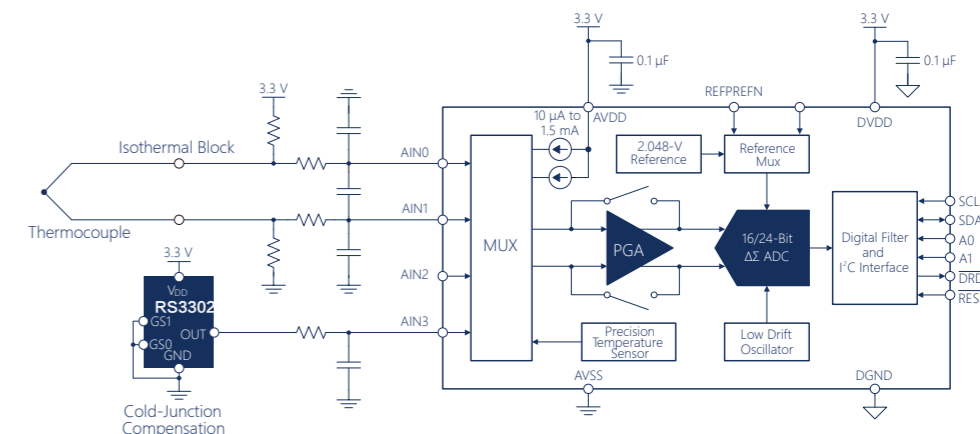 3.3 V
3.3 V
0.1 µF
0.1 µF
REFPREFN
3.3 V
10 µA to
1.5 mA
AVDD
DVDD
Isothermal Block
AIN0
2.048-V
Reference
Reference
Mux
AIN1
Thermocouple
MUX
PGA
16/24-Bit
ΔΣ ADC
Digital Filter
and
I²C Interface
SCL
SDA
A0
A1
DRD
RES
3.3 V
AIN2
VDD
RS3302
GS1
OUT
GS0
GND
AIN3
Precision
Temperature
Sensor
Low Drift
Oscillator
AVSS
DGND
Cold-Junction
Compensation